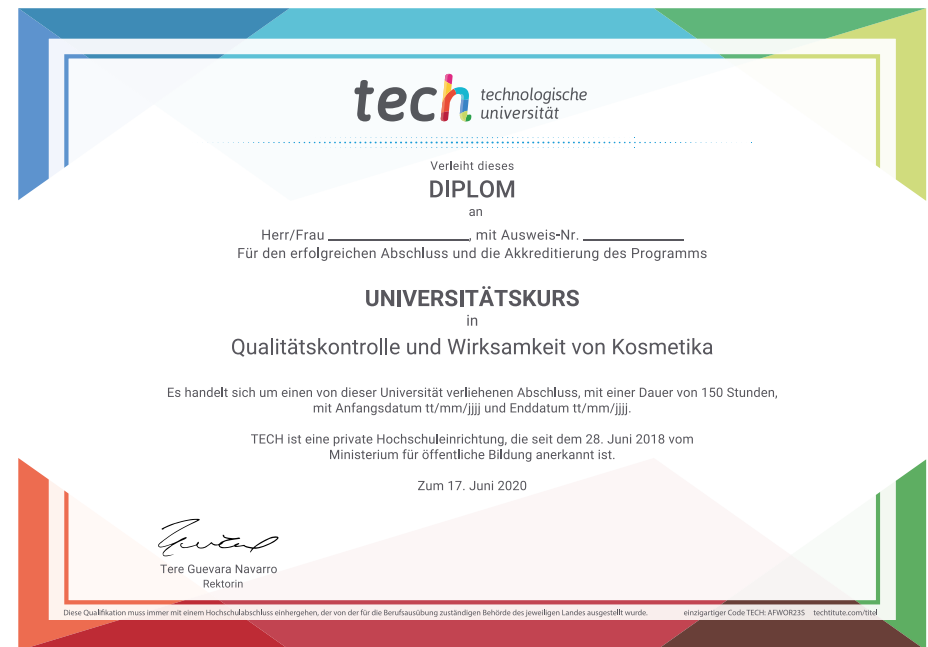 tech technologische
universität
Verleiht dieses
DIPLOM
an
Herr/Frau ____________________, mit Ausweis-Nr. ______________
Für den erfolgreichen Abschluss und die Akkreditierung des Programms
UNIVERSITÄTSKURS
in
Qualitätskontrolle und Wirksamkeit von Kosmetika
Es handelt sich um einen von dieser Universität verliehenen Abschluss, mit einer Dauer von 150 Stunden,
mit Anfangsdatum tt/mm/jjjj und Enddatum tt/mm/jjjj.
TECH ist eine private Hochschuleinrichtung, die seit dem 28. Juni 2018 vom
Ministerium für öffentliche Bildung anerkannt ist.
Zum 17. Juni 2020
Tere Guevara Navarro
Rektorin
Diese Qualifikation muss immer mit einem Hochschulabschluss einhergehen, der von der für die Berufsausübung zuständigen Behörde des jeweiligen Landes ausgestellt wurde. einzigartiger Code TECH: AFWOR23S techtitute.com/titel